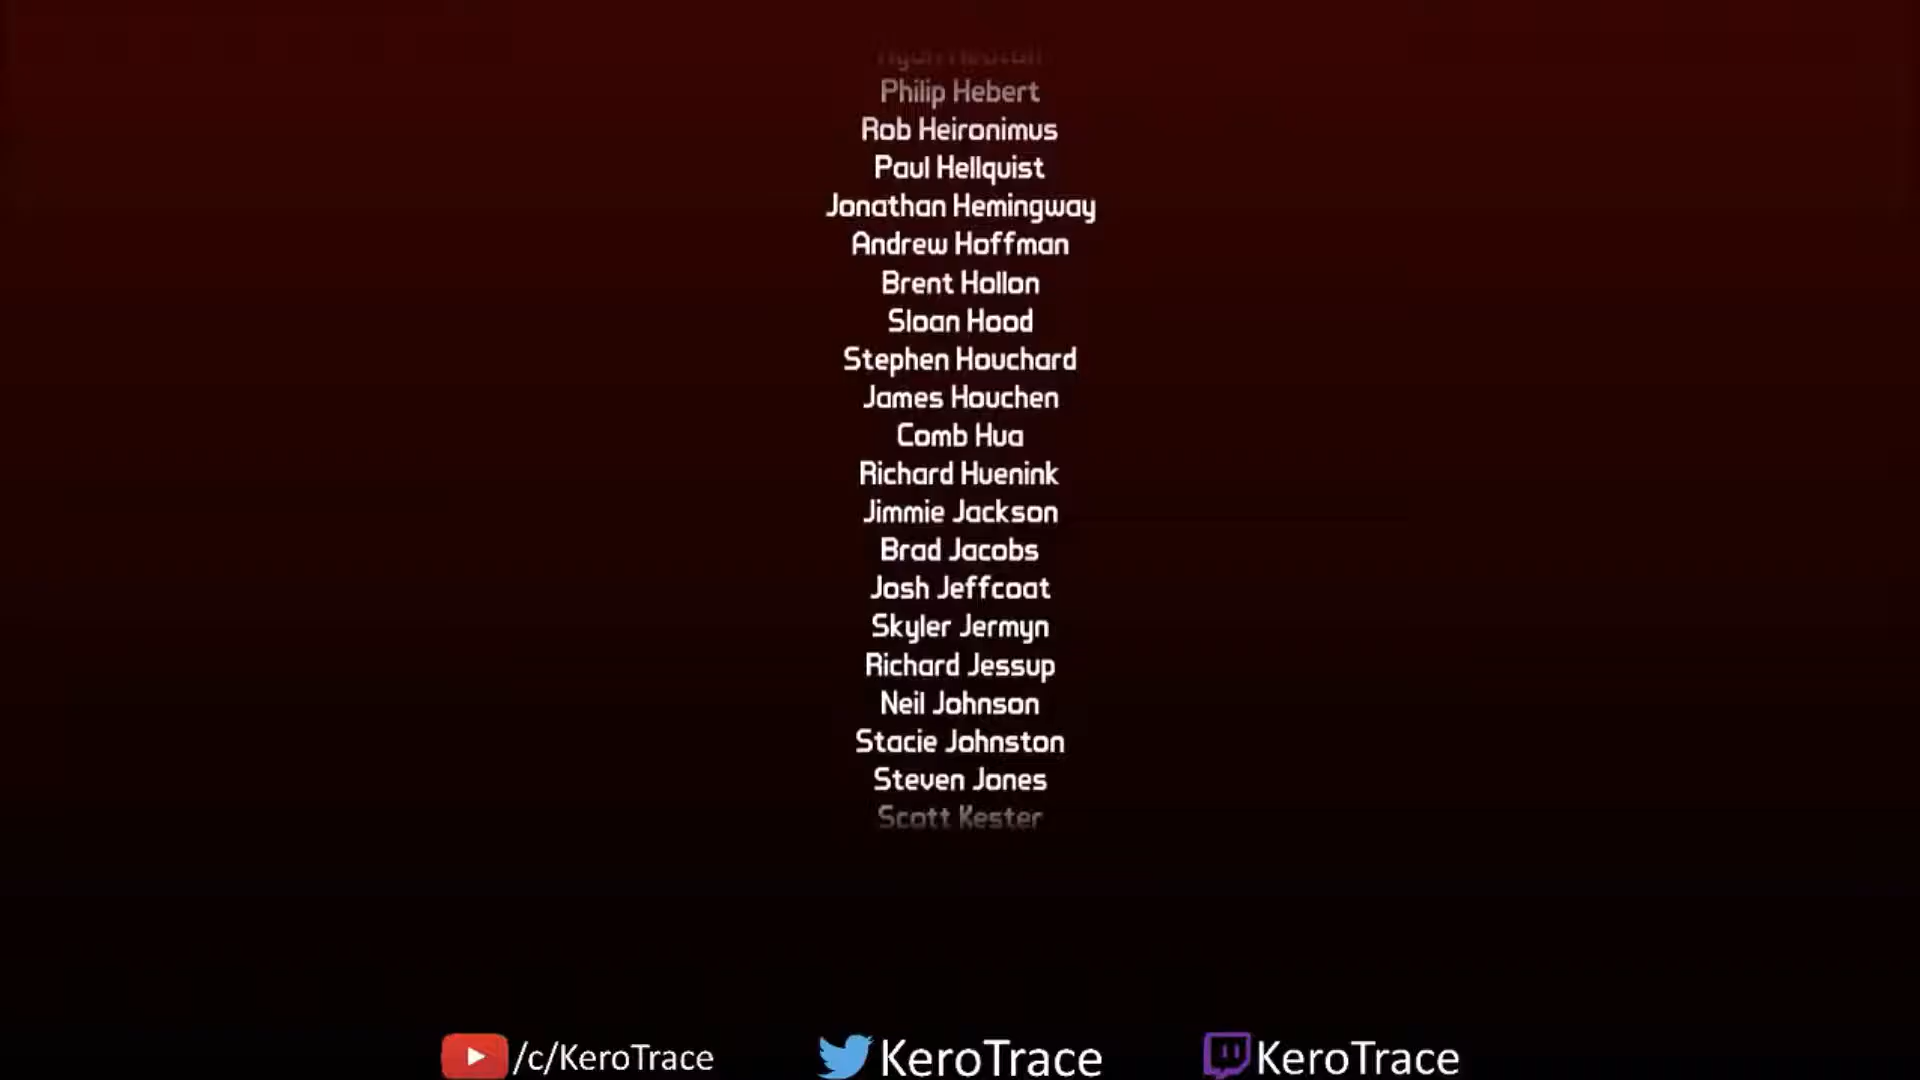 Philip Hebert
Rob Heironimus
Paul Hellquist
Jonathan Hemingway
Andrew Hoffman
Brent Hollon
Sloan Hood
Stephen Houchard
James Houchen
Comb Hua
Richard Huenink
Jimmie Jackson
Brad Jacobs
Josh Jeffcoat
Skyler Jermyn
Richard Jessup
Neil Johnson
Stacie Johnston
Steven Jones
Scott Kester
/c/KeroTrace KeroTrace KeroTrace